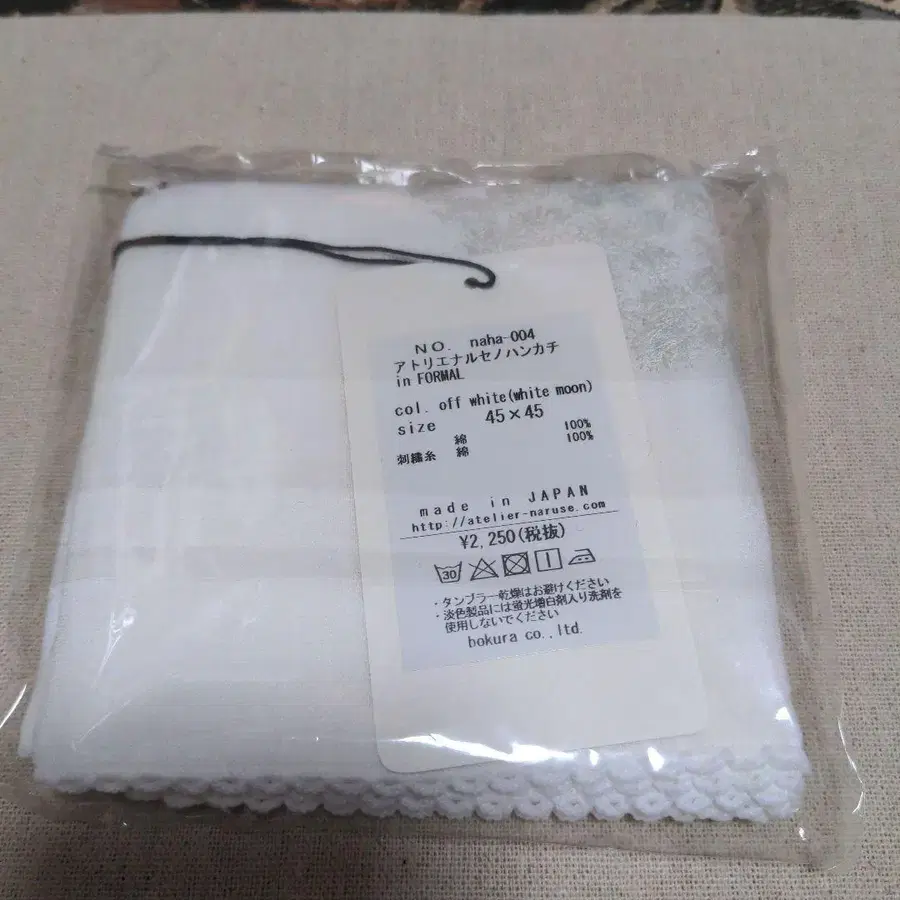 NO. naha-004
アトリエナルセノハンカチ
in FORMAL
col. off white(white moon)
size 45×45
綿 100%
刺繍糸 綿 100%
made in JAPAN
http://atelier-naruse.com
¥2,250(税抜)
30
・タンブラー乾燥はお避けください
・淡色製品には蛍光増白剤入り洗剤を
使用しないでください
bokura co.,ltd.